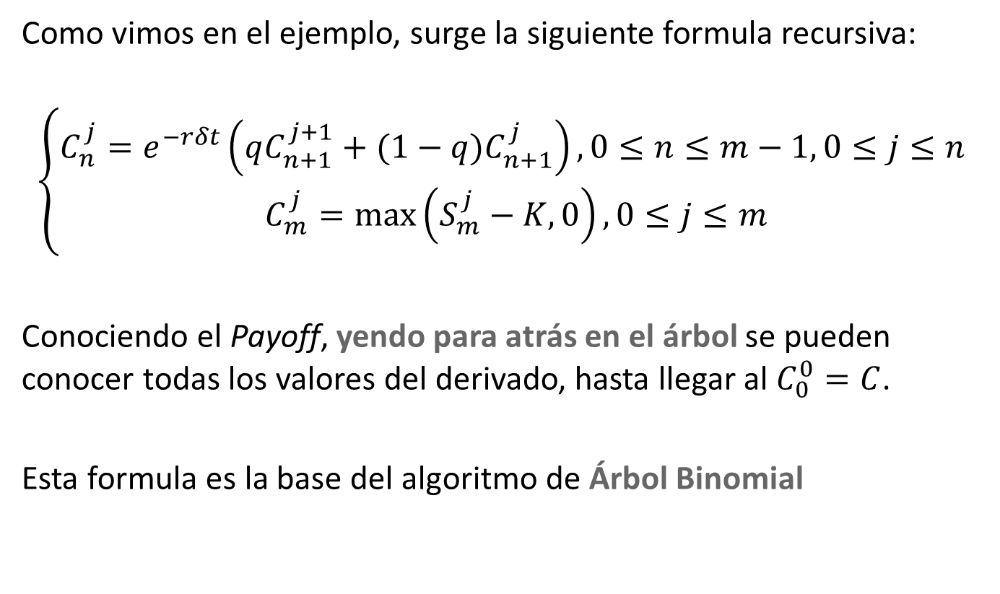 Como vimos en el ejemplo, surge la siguiente formula recursiva:
$$\begin{cases} C_n^j = e^{-r\delta t}\left(qC_{n+1}^{j+1} + (1-q)C_{n+1}^j\right), 0 \le n \le m-1, 0 \le j \le n \\ C_m^j = \max\left(S_m^j - K, 0\right), 0 \le j \le m \end{cases}$$
Conociendo el Payoff, yendo para atrás en el árbol se pueden
conocer todas los valores del derivado, hasta llegar al $C_0^0 = C$.
Esta formula es la base del algoritmo de Árbol Binomial